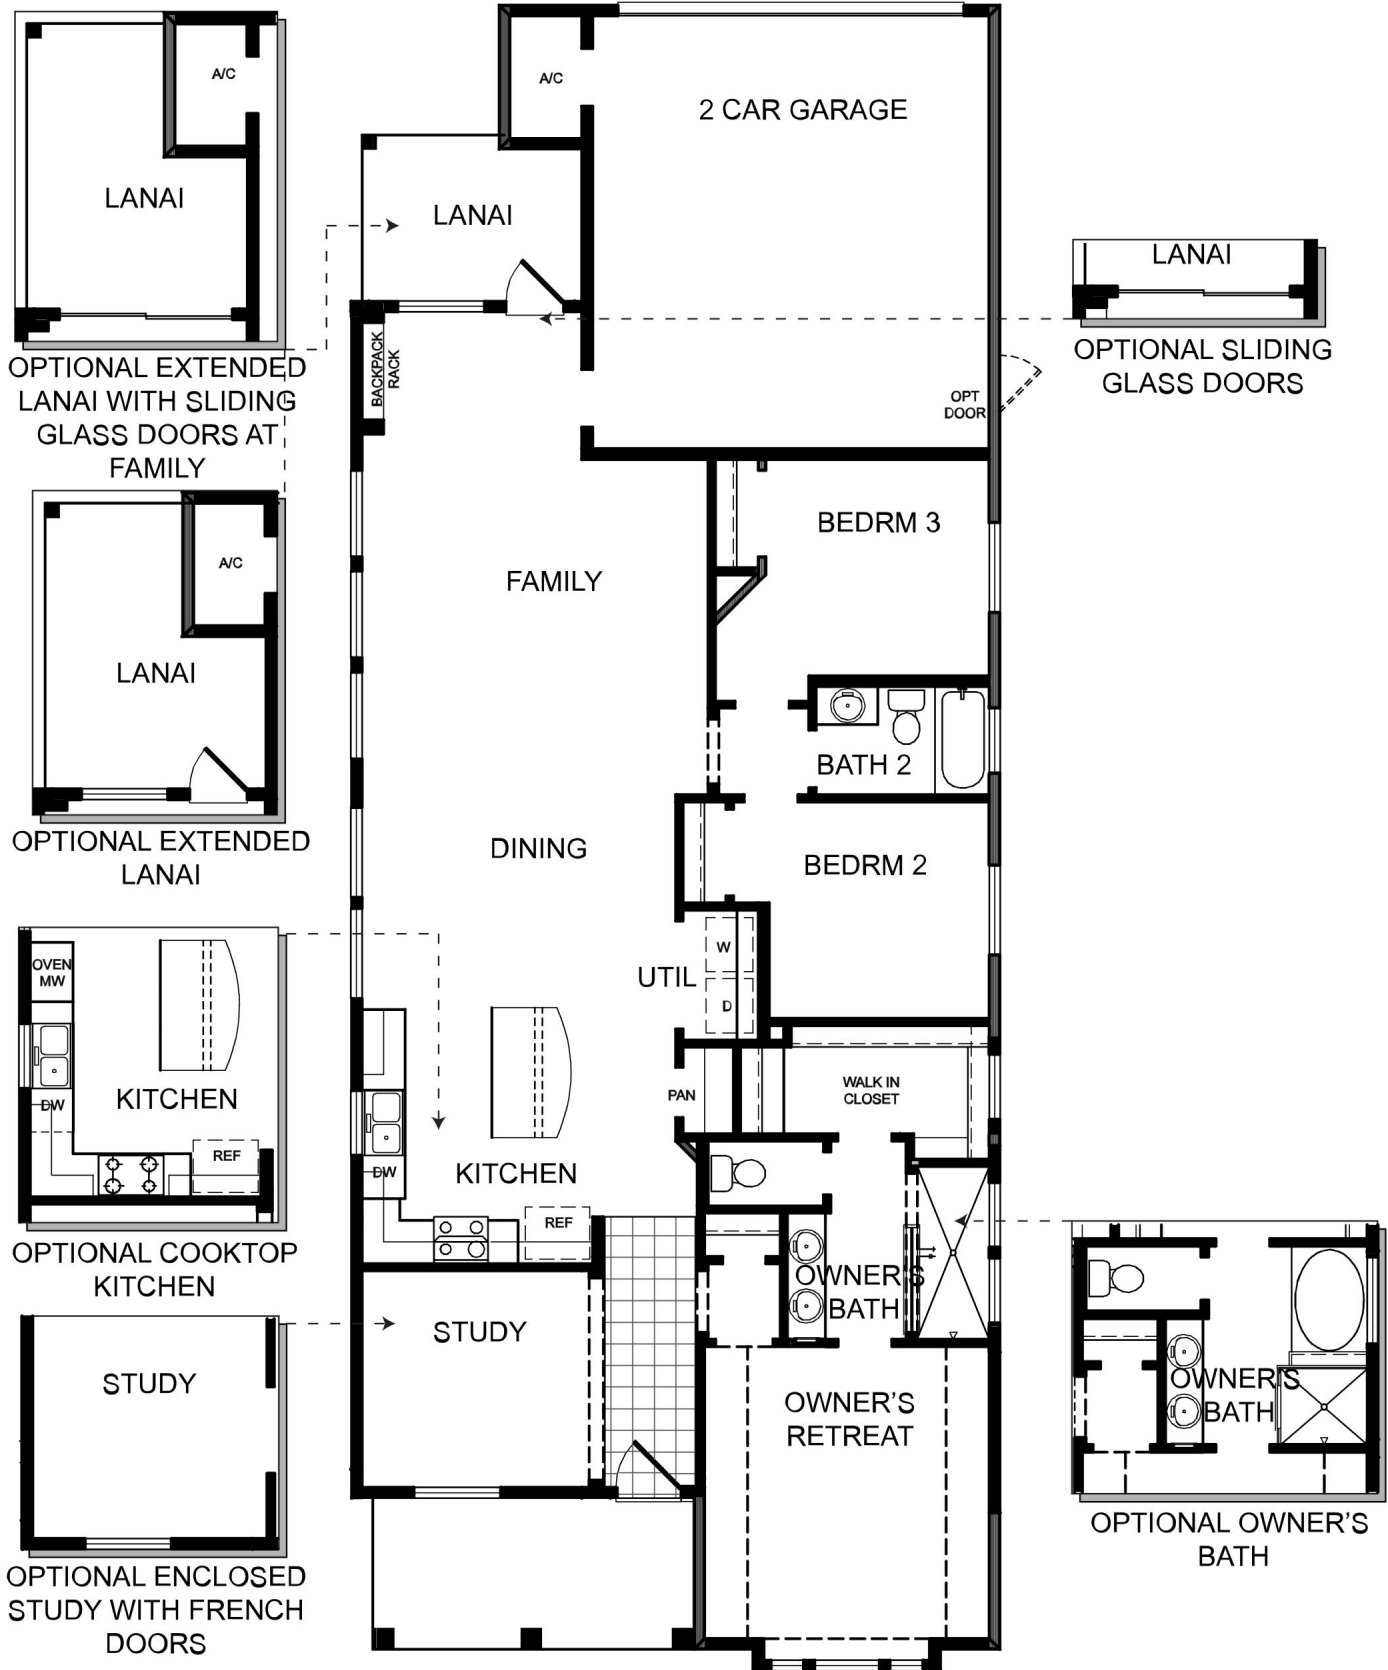 A/C
LANAI
OPTIONAL EXTENDED
LANAI WITH SLIDING
GLASS DOORS AT
FAMILY
A/C
LANAI
OPTIONAL EXTENDED
LANAI
OVEN
MW
DW
KITCHEN
REF
OPTIONAL COOKTOP
KITCHEN
STUDY
OPTIONAL ENCLOSED
STUDY WITH FRENCH
DOORS
A/C
2 CAR GARAGE
LANAI
BACKPACK
RACK
OPT
DOOR
BEDRM 3
FAMILY
BATH 2
DINING
BEDRM 2
W
UTIL
D
PAN
WALK IN
CLOSET
DW
KITCHEN
REF
OWNER'S
BATH
STUDY
OWNER'S
RETREAT
LANAI
OPTIONAL SLIDING
GLASS DOORS
OWNER'S
BATH
OPTIONAL OWNER'S
BATH